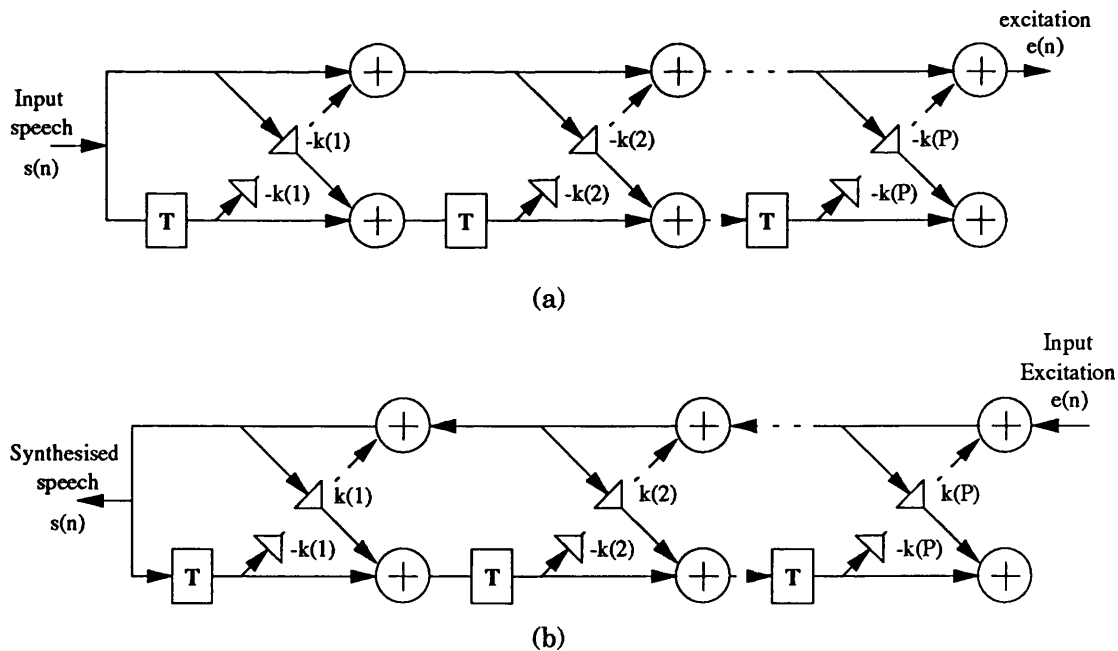 excitation
e(n)
Input
speech
s(n)
-k(1)
-k(2)
-k(P)
T
-k(1)
T
-k(2)
T
-k(P)
(a)
Input
Excitation
e(n)
Synthesised
speech
s(n)
k(1)
k(2)
k(P)
T
-k(1)
T
-k(2)
T
-k(P)
(b)